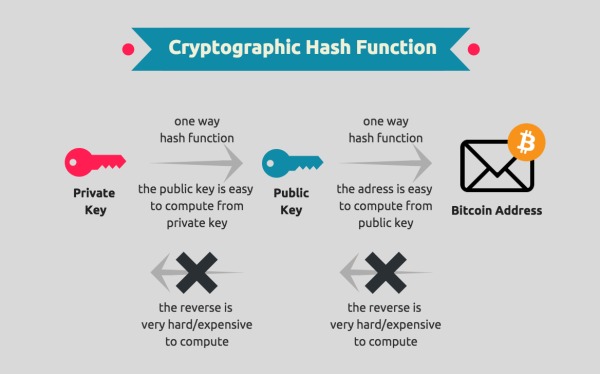 Cryptographic Hash Function
one way
hash function
one way
hash function
Private
Key
the public key is easy
to compute from
private key
Public
Key
the adress is easy
to compute from
public key
Bitcoin Address
the reverse is
very hard/expensive
to compute
the reverse is
very hard/expensive
to compute